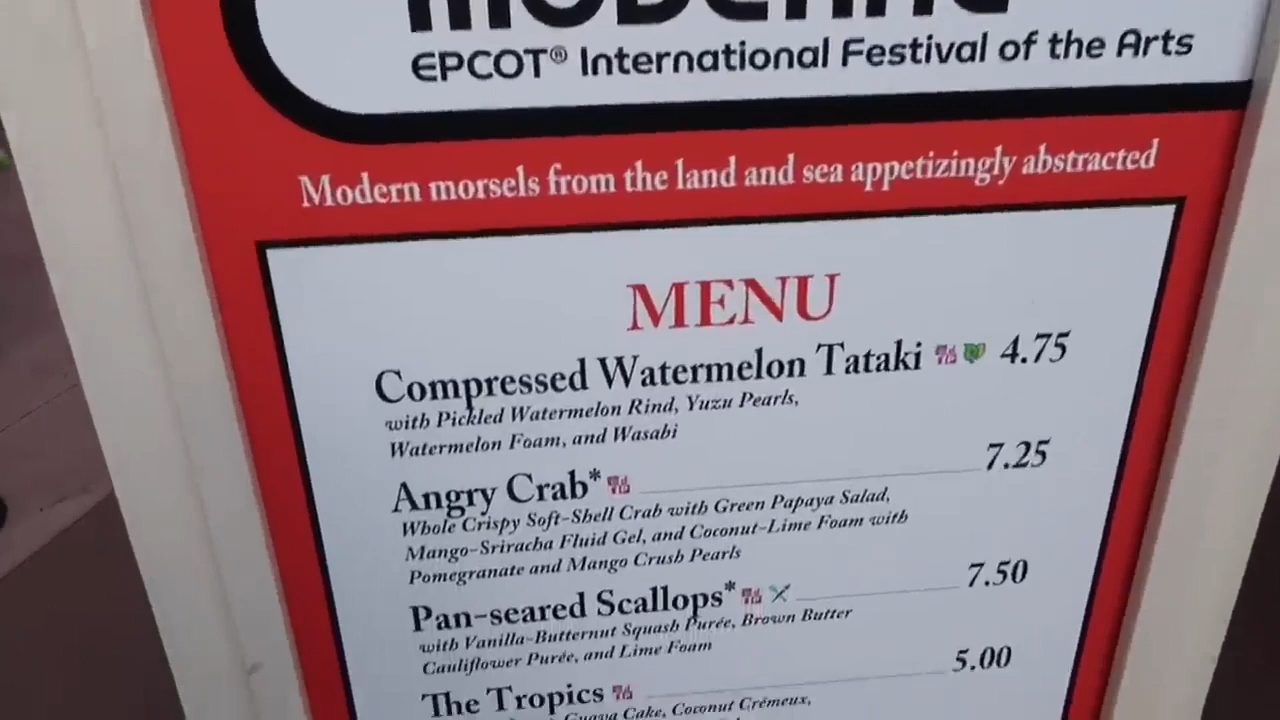 EPCOT® International Festival of the Arts
Modern morsels from the land and sea appetizingly abstracted
MENU
Compressed Watermelon Tataki 4.75
with Pickled Watermelon Rind, Yuzu Pearls,
Watermelon Foam, and Wasabi
Angry Crab* 7.25
Whole Crispy Soft-Shell Crab with Green Papaya Salad,
Mango-Sriracha Fluid Gel, and Coconut-Lime Foam with
Pomegranate and Mango Crush Pearls
Pan-seared Scallops* 7.50
with Vanilla-Butternut Squash Purée, Brown Butter
Cauliflower Purée, and Lime Foam
The Tropics 5.00
Guava Cake, Coconut Crémeux,